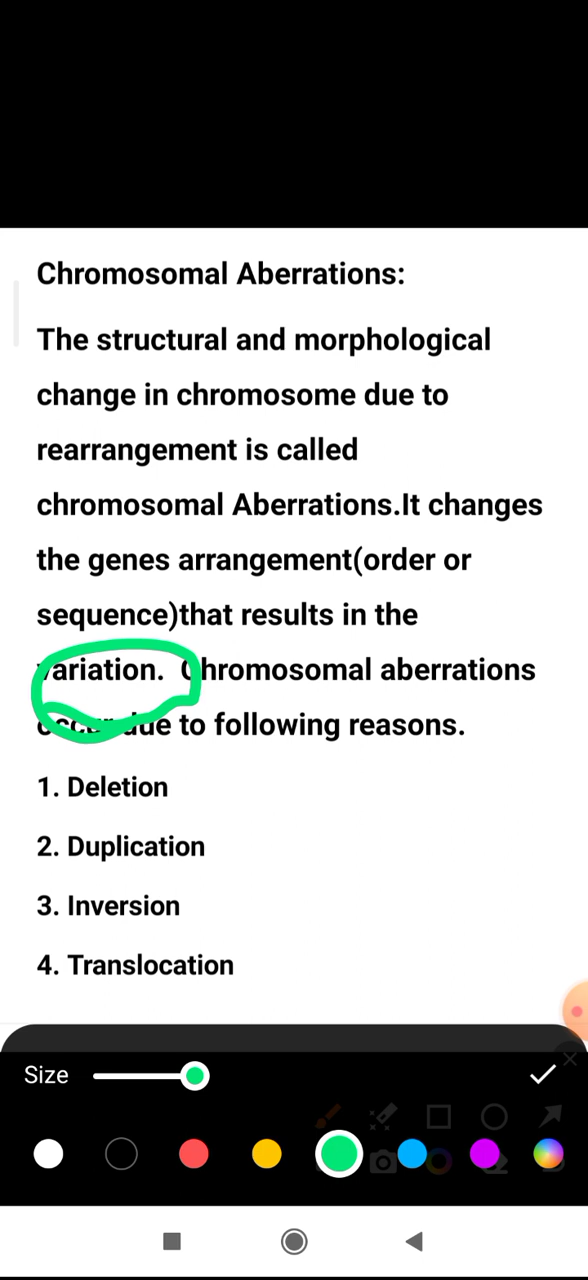 Chromosomal Aberrations:
The structural and morphological
change in chromosome due to
rearrangement is called
chromosomal Aberrations.It changes
the genes arrangement(order or
sequence)that results in the
variation. Chromosomal aberrations
occur due to following reasons.
1. Deletion
2. Duplication
3. Inversion
4. Translocation
Size